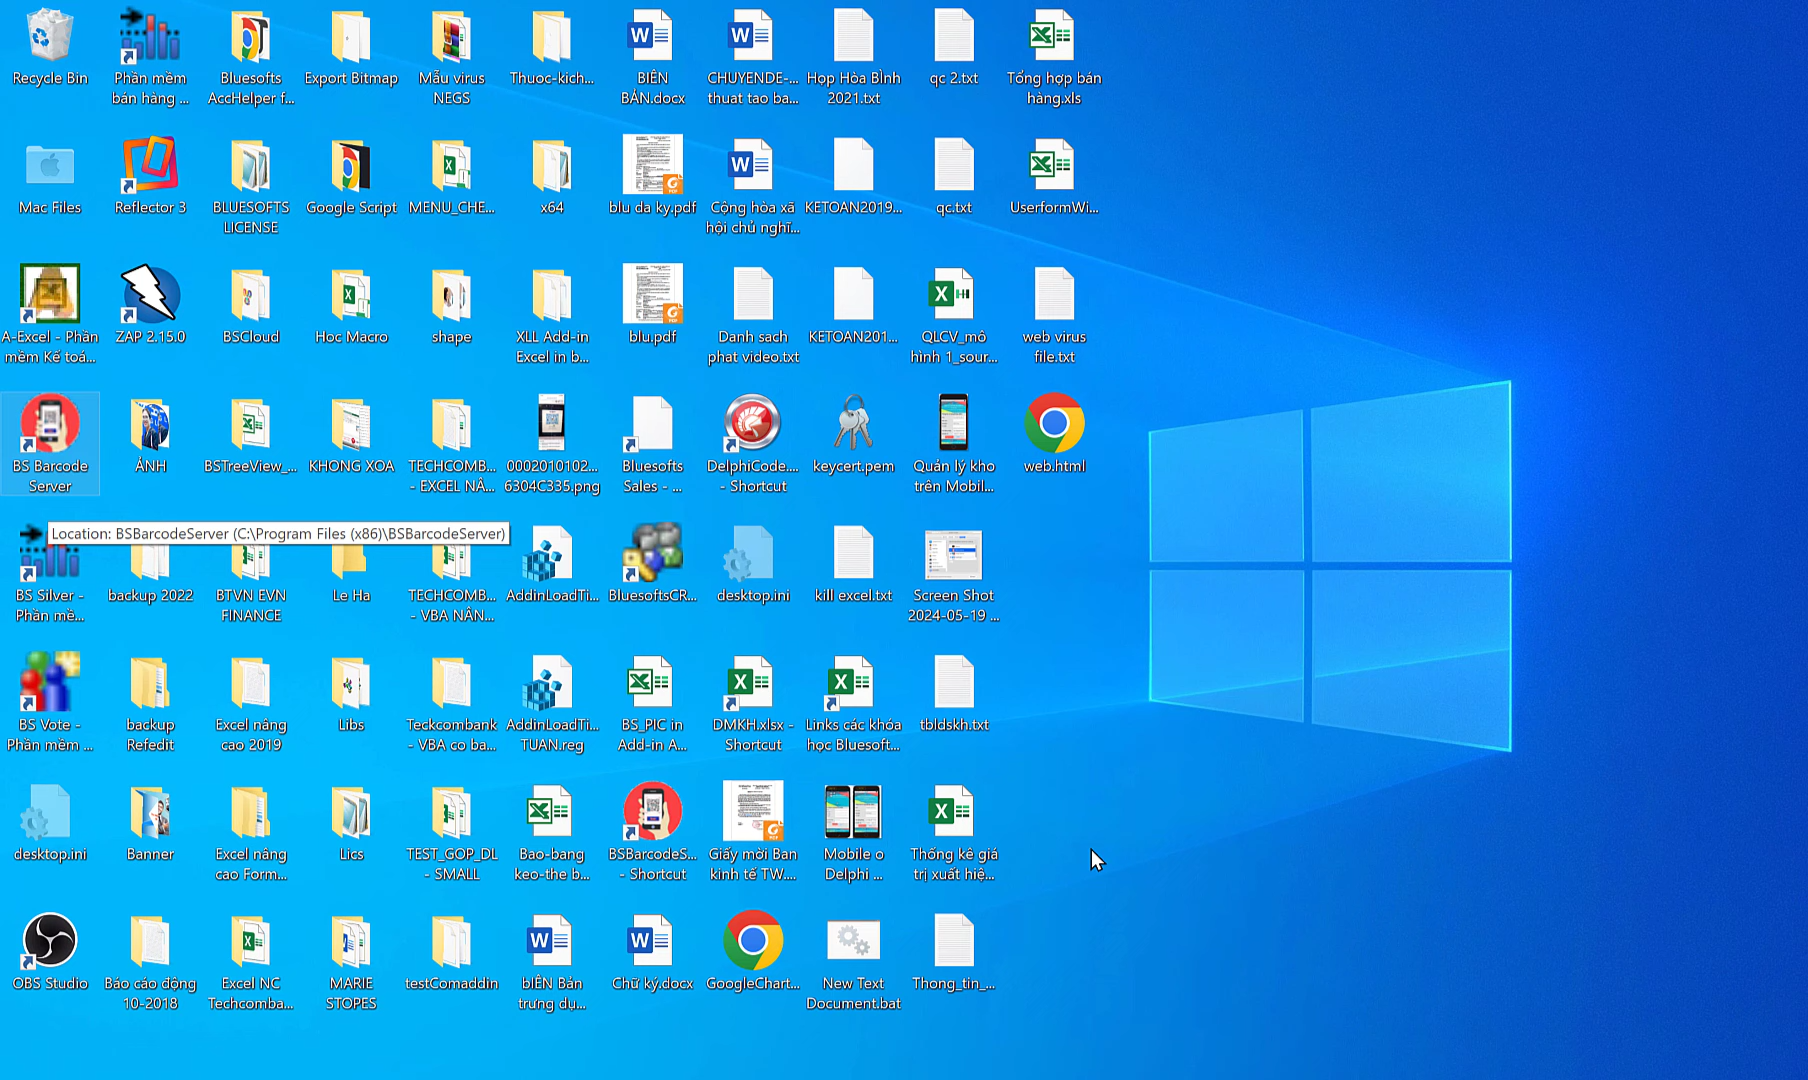 Recycle Bin
Phần mềm
bán hàng ...
Bluesofts
AccHelper f...
Export Bitmap
Mẫu virus
NEGS
Thuoc-kich...
BIÊN
BẢN.docx
CHUYENDE-...
thuat tao ba...
Họp Hòa Bình
2021.txt
qc 2.txt
Tổng hợp bán
hàng.xls
Mac Files
Reflector 3
BLUESOFTS
LICENSE
Google Script
MENU_CHE...
x64
blu da ky.pdf
Cộng hòa xã
hội chủ nghĩ...
KETOAN2019...
qc.txt
UserformWi...
A-Excel - Phần
mềm Kế toá...
ZAP 2.15.0
BSCloud
Hoc Macro
shape
XLL Add-in
Excel in b...
blu.pdf
Danh sach
phat video.txt
KETOAN201...
QLCV_mô
hình 1_sour...
web virus
file.txt
BS Barcode
Server
ẢNH
BSTreeView_...
KHONG XOA
TECHCOMB...
- EXCEL NÂ...
0002010102...
6304C335.png
Bluesofts
Sales - ...
DelphiCode....
- Shortcut
keycert.pem
Quản lý kho
trên Mobil...
web.html
Location: BSBarcodeServer (C:\Program Files (x86)\BSBarcodeServer)
BS Silver -
Phần mề...
backup 2022
BTVN EVN
FINANCE
Le Ha
TECHCOMB...
- VBA NÂN...
AddinLoadTi...
BluesoftsCR...
desktop.ini
kill excel.txt
Screen Shot
2024-05-19 ...
BS Vote -
Phần mềm ...
backup
Refedit
Excel nâng
cao 2019
Libs
Teckcombank
- VBA co ba...
AddinLoadTi...
TUAN.reg
BS_PIC in
Add-in A...
DMKH.xlsx -
Shortcut
Links các khóa
học Bluesoft...
tbldskh.txt
desktop.ini
Banner
Excel nâng
cao Form...
Lics
TEST_GOP_DL
- SMALL
Bao-bang
keo-the b...
BSBarcodeS...
- Shortcut
Giấy mời Ban
kinh tế TW....
Mobile o
Delphi ...
Thống kê giá
trị xuất hiệ...
OBS Studio
Báo cáo động
10-2018
Excel NC
Techcomba...
MARIE
STOPES
testComaddin
bIÊN Bản
trưng dụ...
Chữ ký.docx
GoogleChart...
New Text
Document.bat
Thong_tin_...